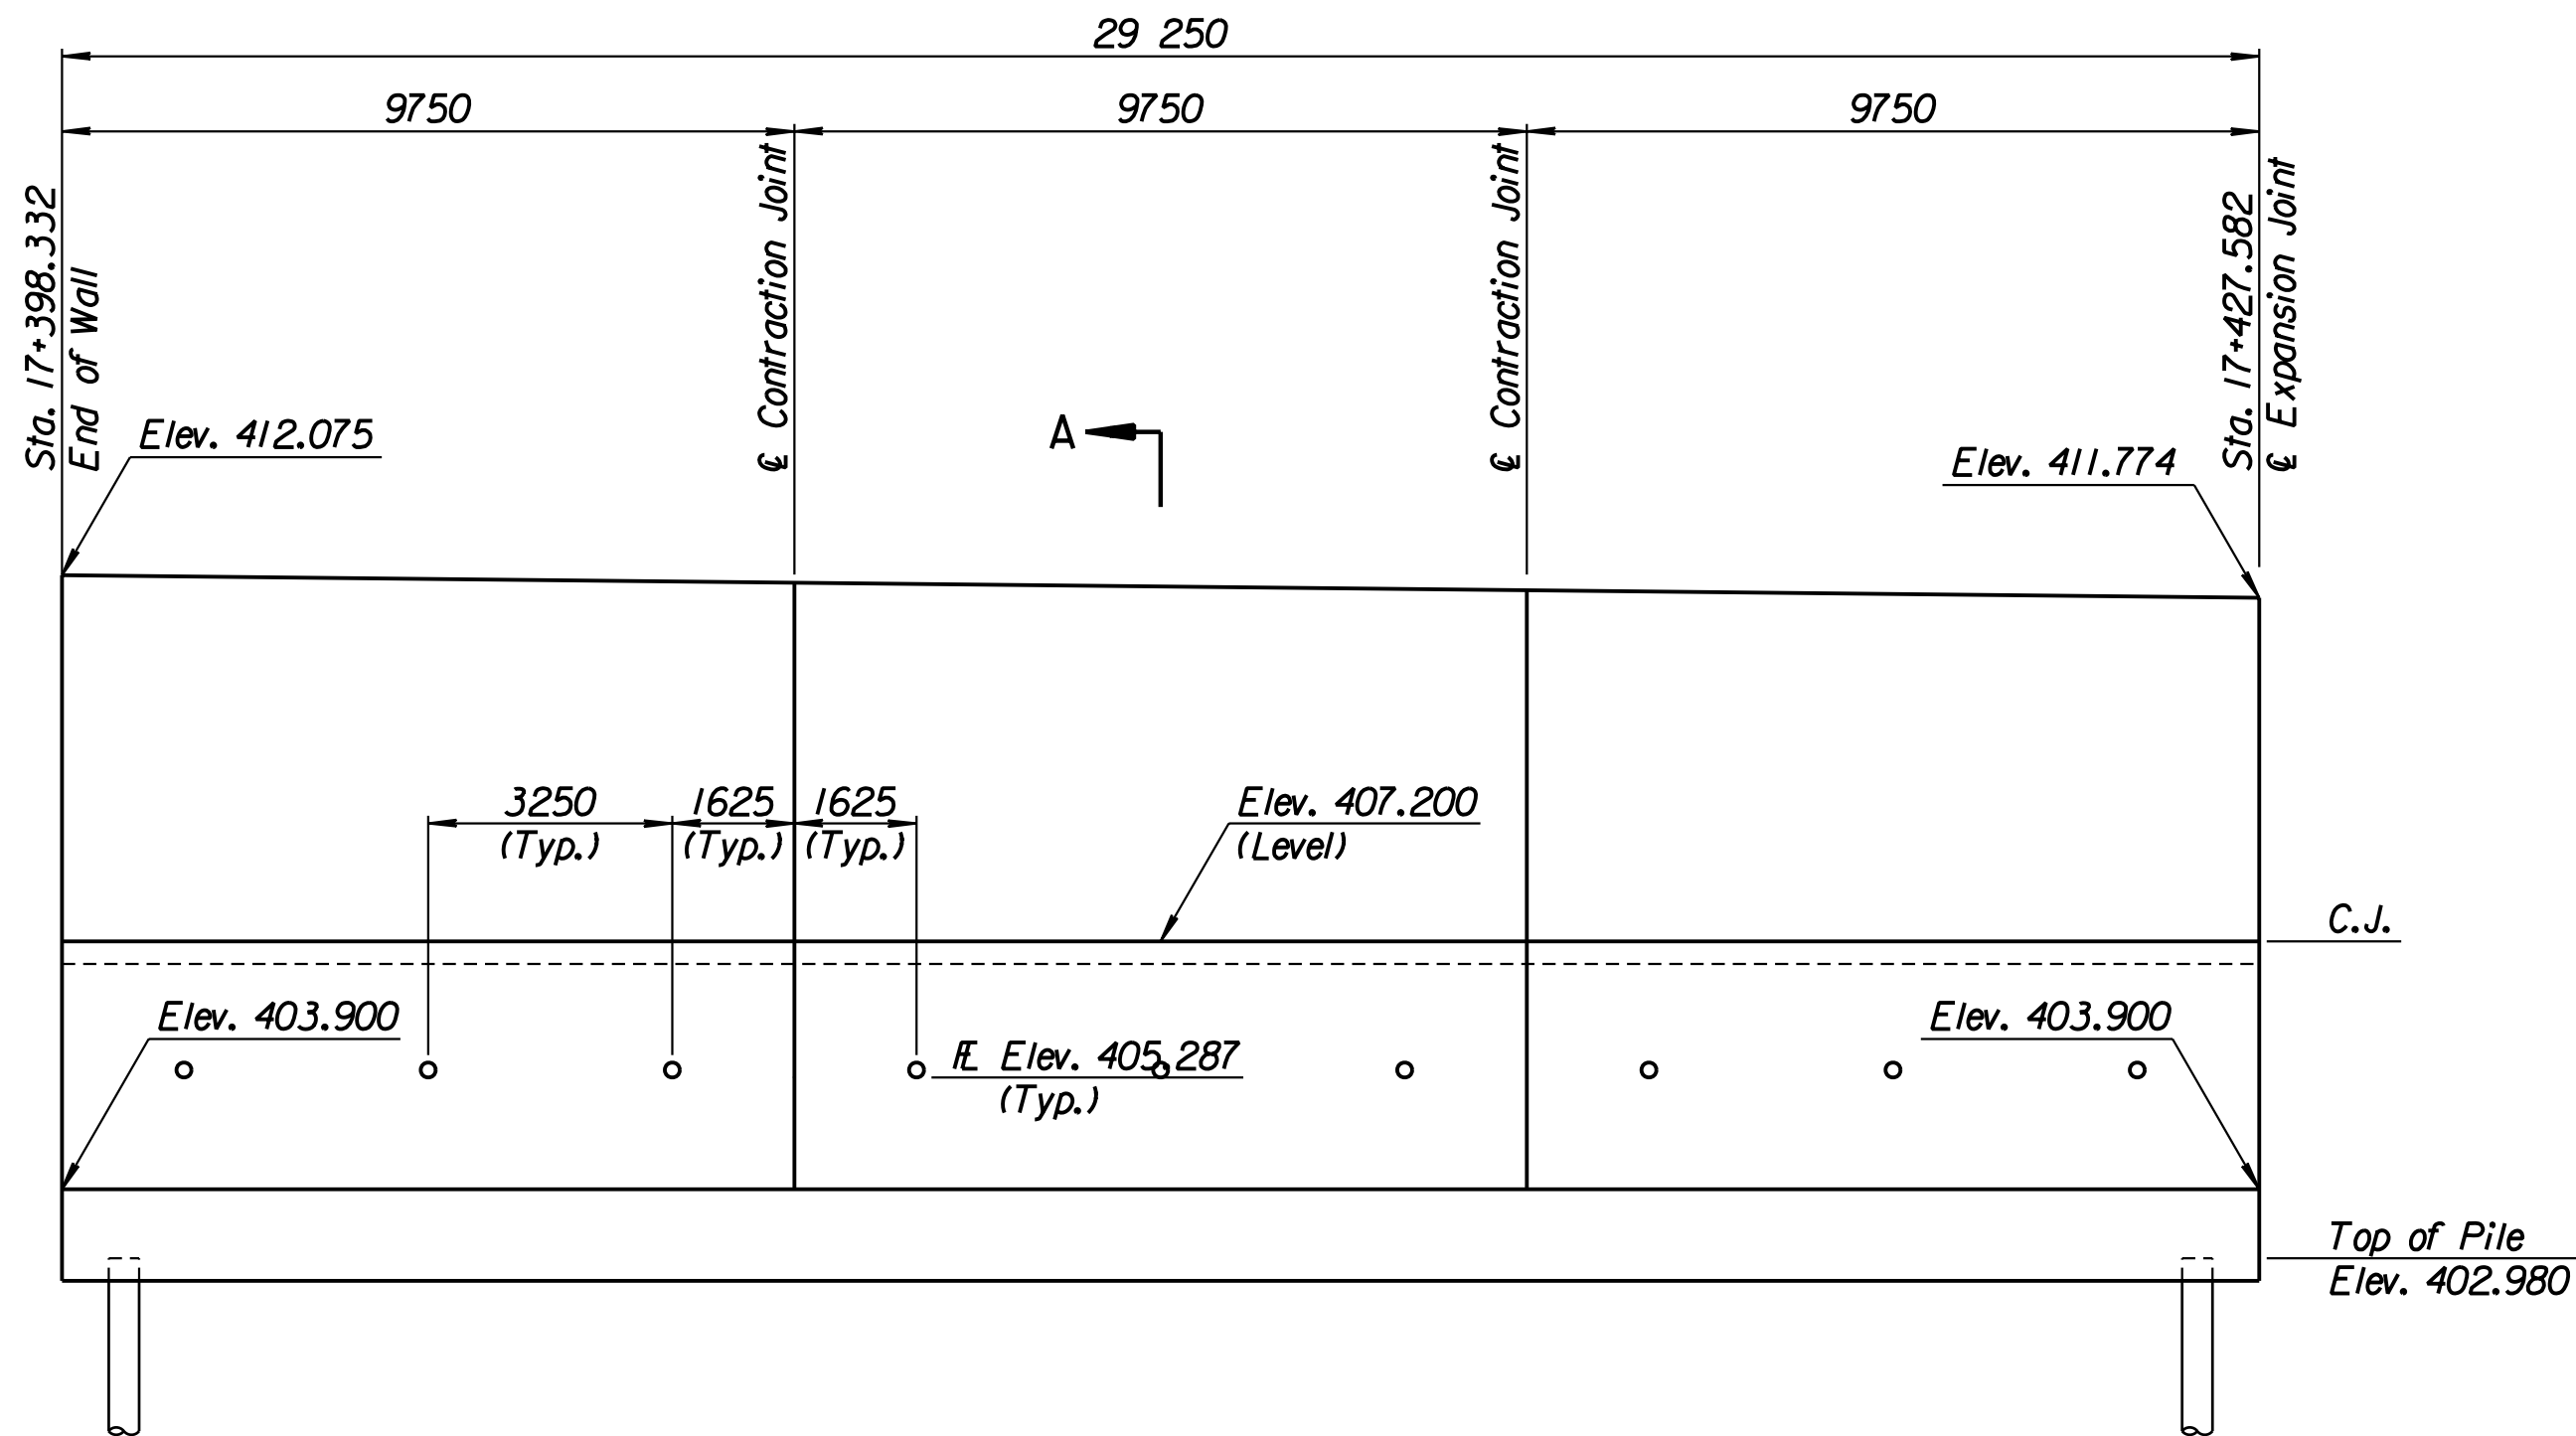 29 250
9750
9750
9750
Sta. 17+398.332
End of Wall
℄ Contraction Joint
℄ Contraction Joint
Sta. 17+427.582
℄ Expansion Joint
Elev. 412.075
A
Elev. 411.774
3250
(Typ.)
1625
(Typ.)
1625
(Typ.)
Elev. 407.200
(Level)
C.J.
Elev. 403.900
FE Elev. 405.287
(Typ.)
Elev. 403.900
Top of Pile
Elev. 402.980